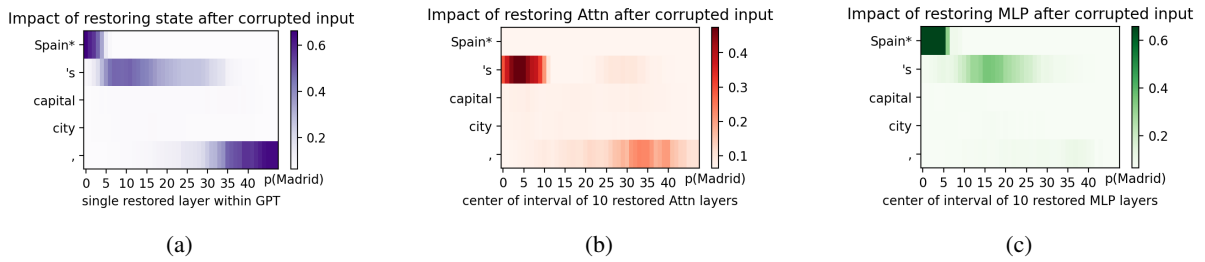 Impact of restoring state after corrupted input
Spain*
's
capital
city
,
0 5 10 15 20 25 30 35 40
single restored layer within GPT
0.6
0.4
0.2
p(Madrid)
(a)
Impact of restoring Attn after corrupted input
Spain*
's
capital
city
,
0 5 10 15 20 25 30 35 40
center of interval of 10 restored Attn layers
0.4
0.3
0.2
0.1
p(Madrid)
(b)
Impact of restoring MLP after corrupted input
Spain*
's
capital
city
,
0 5 10 15 20 25 30 35 40
center of interval of 10 restored MLP layers
0.6
0.4
0.2
p(Madrid)
(c)